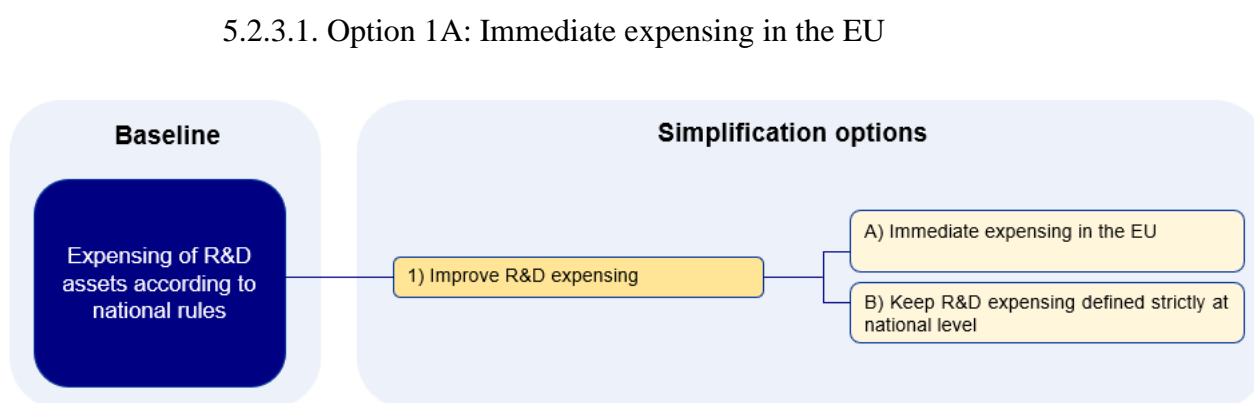 5.2.3.1. Option 1A: Immediate expensing in the EU
Baseline
Simplification options
Expensing of R&D
assets according to
national rules
1) Improve R&D expensing
A) Immediate expensing in the EU
B) Keep R&D expensing defined strictly at
national level